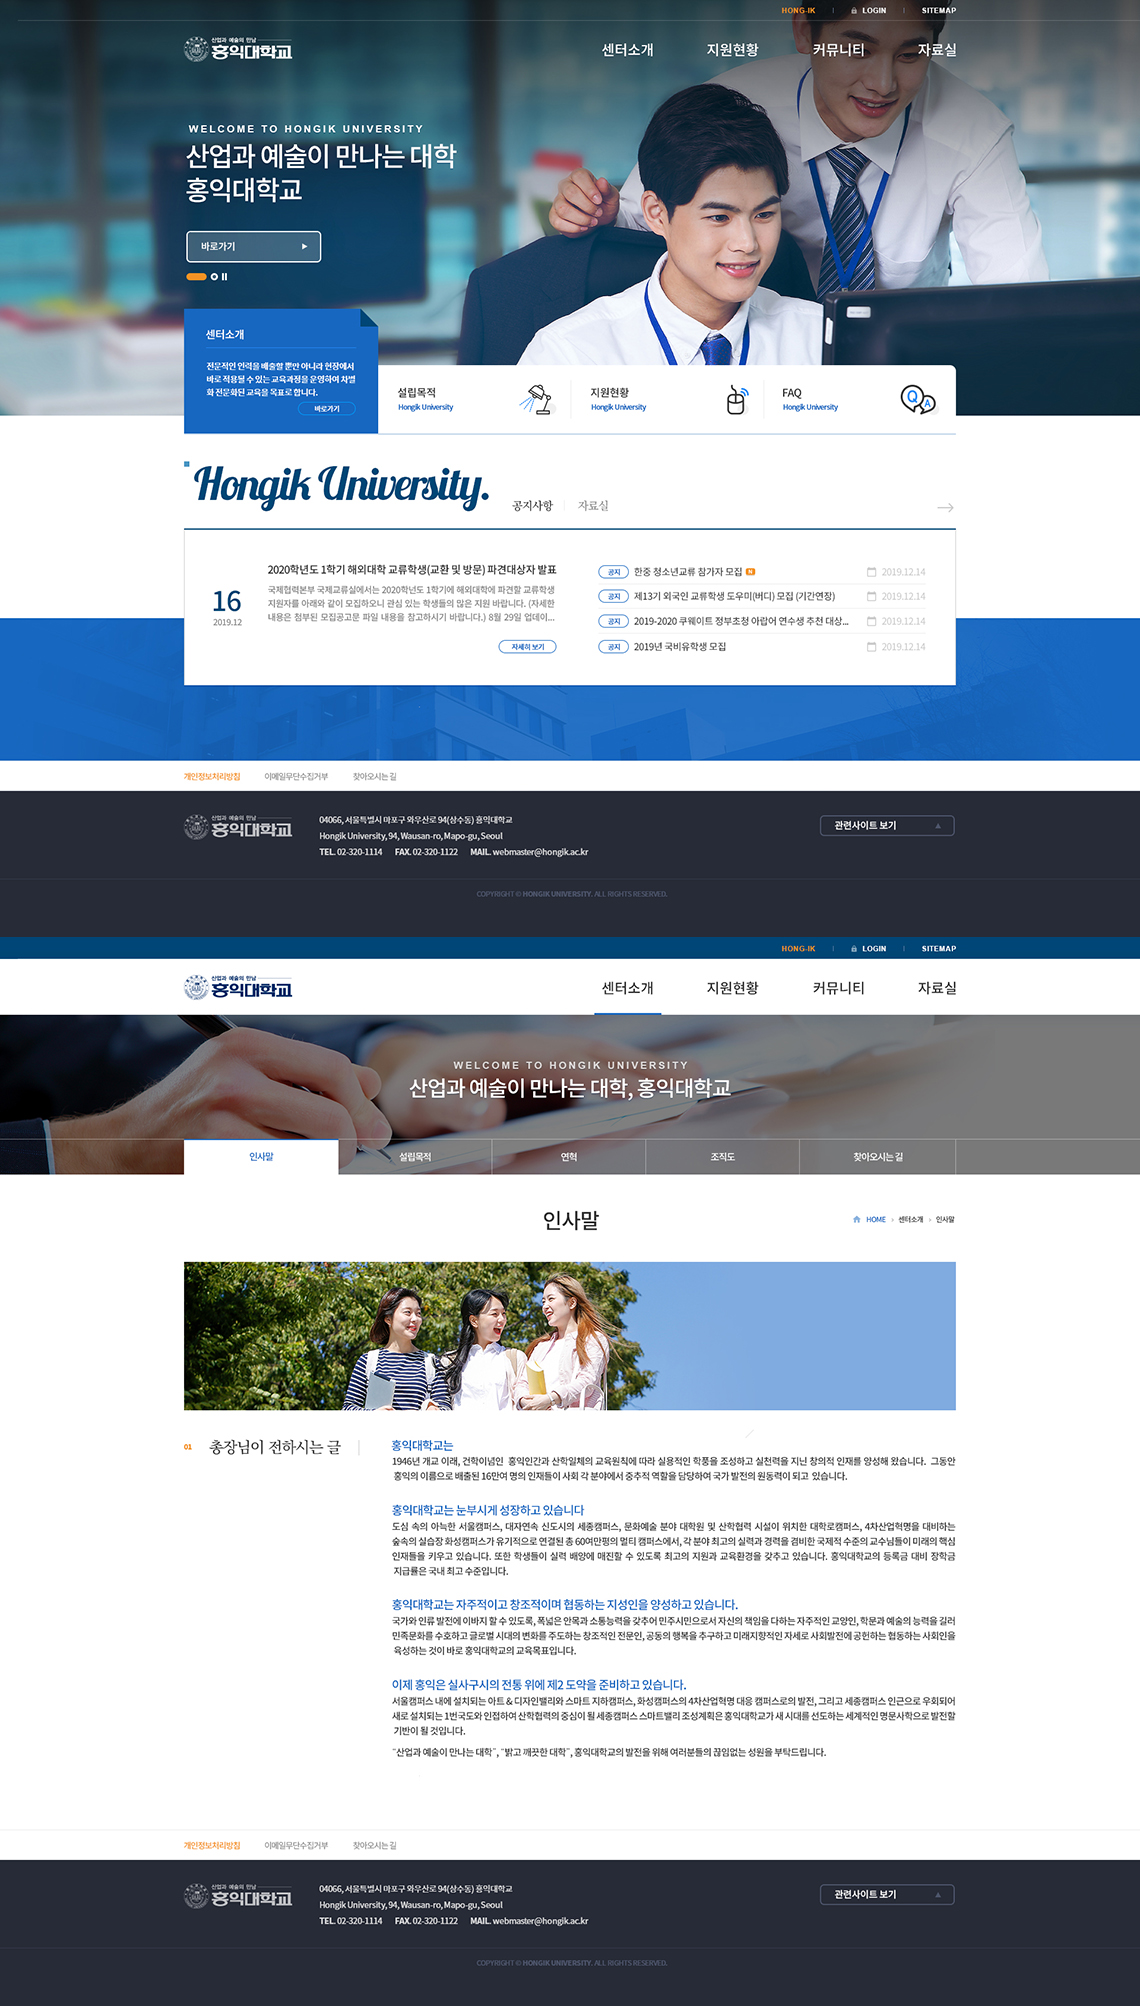 HONG-IK
LOGIN
SITEMAP
산업과 예술의 만남
홍익대학교
센터소개
지원현황
커뮤니티
자료실
WELCOME TO HONGIK UNIVERSITY
산업과 예술이 만나는 대학
홍익대학교
바로가기
센터소개
전문적인 인력을 배출할 뿐만 아니라 현장에서
바로 적용될 수 있는 교육과정을 운영하여 차별
화 전문화된 교육을 목표로 합니다.
바로가기
설립목적
Hongik University
지원현황
Hongik University
FAQ
Hongik University
Q
A
Hongik University.
공지사항
자료실
16
2019.12
2020학년도 1학기 해외대학 교류학생(교환 및 방문) 파견대상자 발표
국제협력본부 국제교류실에서는 2020학년도 1학기에 해외대학에 파견할 교류학생
지원자를 아래와 같이 모집하오니 관심 있는 학생들의 많은 지원 바랍니다. (자세한
내용은 첨부된 모집공고문 파일 내용을 참고하시기 바랍니다.) 8월 29일 업데이...
자세히 보기
공지 한중 청소년교류 참가자 모집 N 2019.12.14
공지 제13기 외국인 교류학생 도우미(버디) 모집 (기간연장) 2019.12.14
공지 2019-2020 쿠웨이트 정부초청 아랍어 연수생 추천 대상... 2019.12.14
공지 2019년 국비유학생 모집 2019.12.14
개인정보처리방침
이메일무단수집거부
찾아오시는 길
산업과 예술의 만남
홍익대학교
04066, 서울특별시 마포구 와우산로 94(상수동) 홍익대학교
Hongik University, 94, Wausan-ro, Mapo-gu, Seoul
TEL. 02-320-1114 FAX. 02-320-1122 MAIL. webmaster@hongik.ac.kr
관련사이트 보기
COPYRIGHT © HONGIK UNIVERSITY. ALL RIGHTS RESERVED.
HONG-IK
LOGIN
SITEMAP
산업과 예술의 만남
홍익대학교
센터소개
지원현황
커뮤니티
자료실
WELCOME TO HONGIK UNIVERSITY
산업과 예술이 만나는 대학, 홍익대학교
인사말
설립목적
연혁
조직도
찾아오시는 길
인사말
HOME > 센터소개 > 인사말
01 총장님이 전하시는 글
홍익대학교는
1946년 개교 이래, 건학이념인 홍익인간과 산학일체의 교육원칙에 따라 실용적인 학풍을 조성하고 실천력을 지닌 창의적 인재를 양성해 왔습니다. 그동안
홍익의 이름으로 배출된 16만여 명의 인재들이 사회 각 분야에서 중추적 역할을 담당하여 국가 발전의 원동력이 되고 있습니다.
홍익대학교는 눈부시게 성장하고 있습니다
도심 속의 아늑한 서울캠퍼스, 대자연속 신도시의 세종캠퍼스, 문화예술 분야 대학원 및 산학협력 시설이 위치한 대학로캠퍼스, 4차산업혁명을 대비하는
숲속의 실습장 화성캠퍼스가 유기적으로 연결된 총 60여만평의 멀티 캠퍼스에서, 각 분야 최고의 실력과 경력을 겸비한 국제적 수준의 교수님들이 미래의 핵심
인재들을 키우고 있습니다. 또한 학생들이 실력 배양에 매진할 수 있도록 최고의 지원과 교육환경을 갖추고 있습니다. 홍익대학교의 등록금 대비 장학금
지급률은 국내 최고 수준입니다.
홍익대학교는 자주적이고 창조적이며 협동하는 지성인을 양성하고 있습니다.
국가와 인류 발전에 이바지 할 수 있도록, 폭넓은 안목과 소통능력을 갖추어 민주시민으로서 자신의 책임을 다하는 자주적인 교양인, 학문과 예술의 능력을 길러
민족문화를 수호하고 글로벌 시대의 변화를 주도하는 창조적인 전문인, 공동의 행복을 추구하고 미래지향적인 자세로 사회발전에 공헌하는 협동하는 사회인을
육성하는 것이 바로 홍익대학교의 교육목표입니다.
이제 홍익은 실사구시의 전통 위에 제2 도약을 준비하고 있습니다.
서울캠퍼스 내에 설치되는 아트 & 디자인밸리와 스마트 지하캠퍼스, 화성캠퍼스의 4차산업혁명 대응 캠퍼스로의 발전, 그리고 세종캠퍼스 인근으로 우회되어
새로 설치되는 1번국도와 인접하여 산학협력의 중심이 될 세종캠퍼스 스마트밸리 조성계획은 홍익대학교가 새 시대를 선도하는 세계적인 명문사학으로 발전할
기반이 될 것입니다.
"산업과 예술이 만나는 대학", "밝고 깨끗한 대학", 홍익대학교의 발전을 위해 여러분들의 끊임없는 성원을 부탁드립니다.
개인정보처리방침
이메일무단수집거부
찾아오시는 길
산업과 예술의 만남
홍익대학교
04066, 서울특별시 마포구 와우산로 94(상수동) 홍익대학교
Hongik University, 94, Wausan-ro, Mapo-gu, Seoul
TEL. 02-320-1114 FAX. 02-320-1122 MAIL. webmaster@hongik.ac.kr
관련사이트 보기
COPYRIGHT © HONGIK UNIVERSITY. ALL RIGHTS RESERVED.